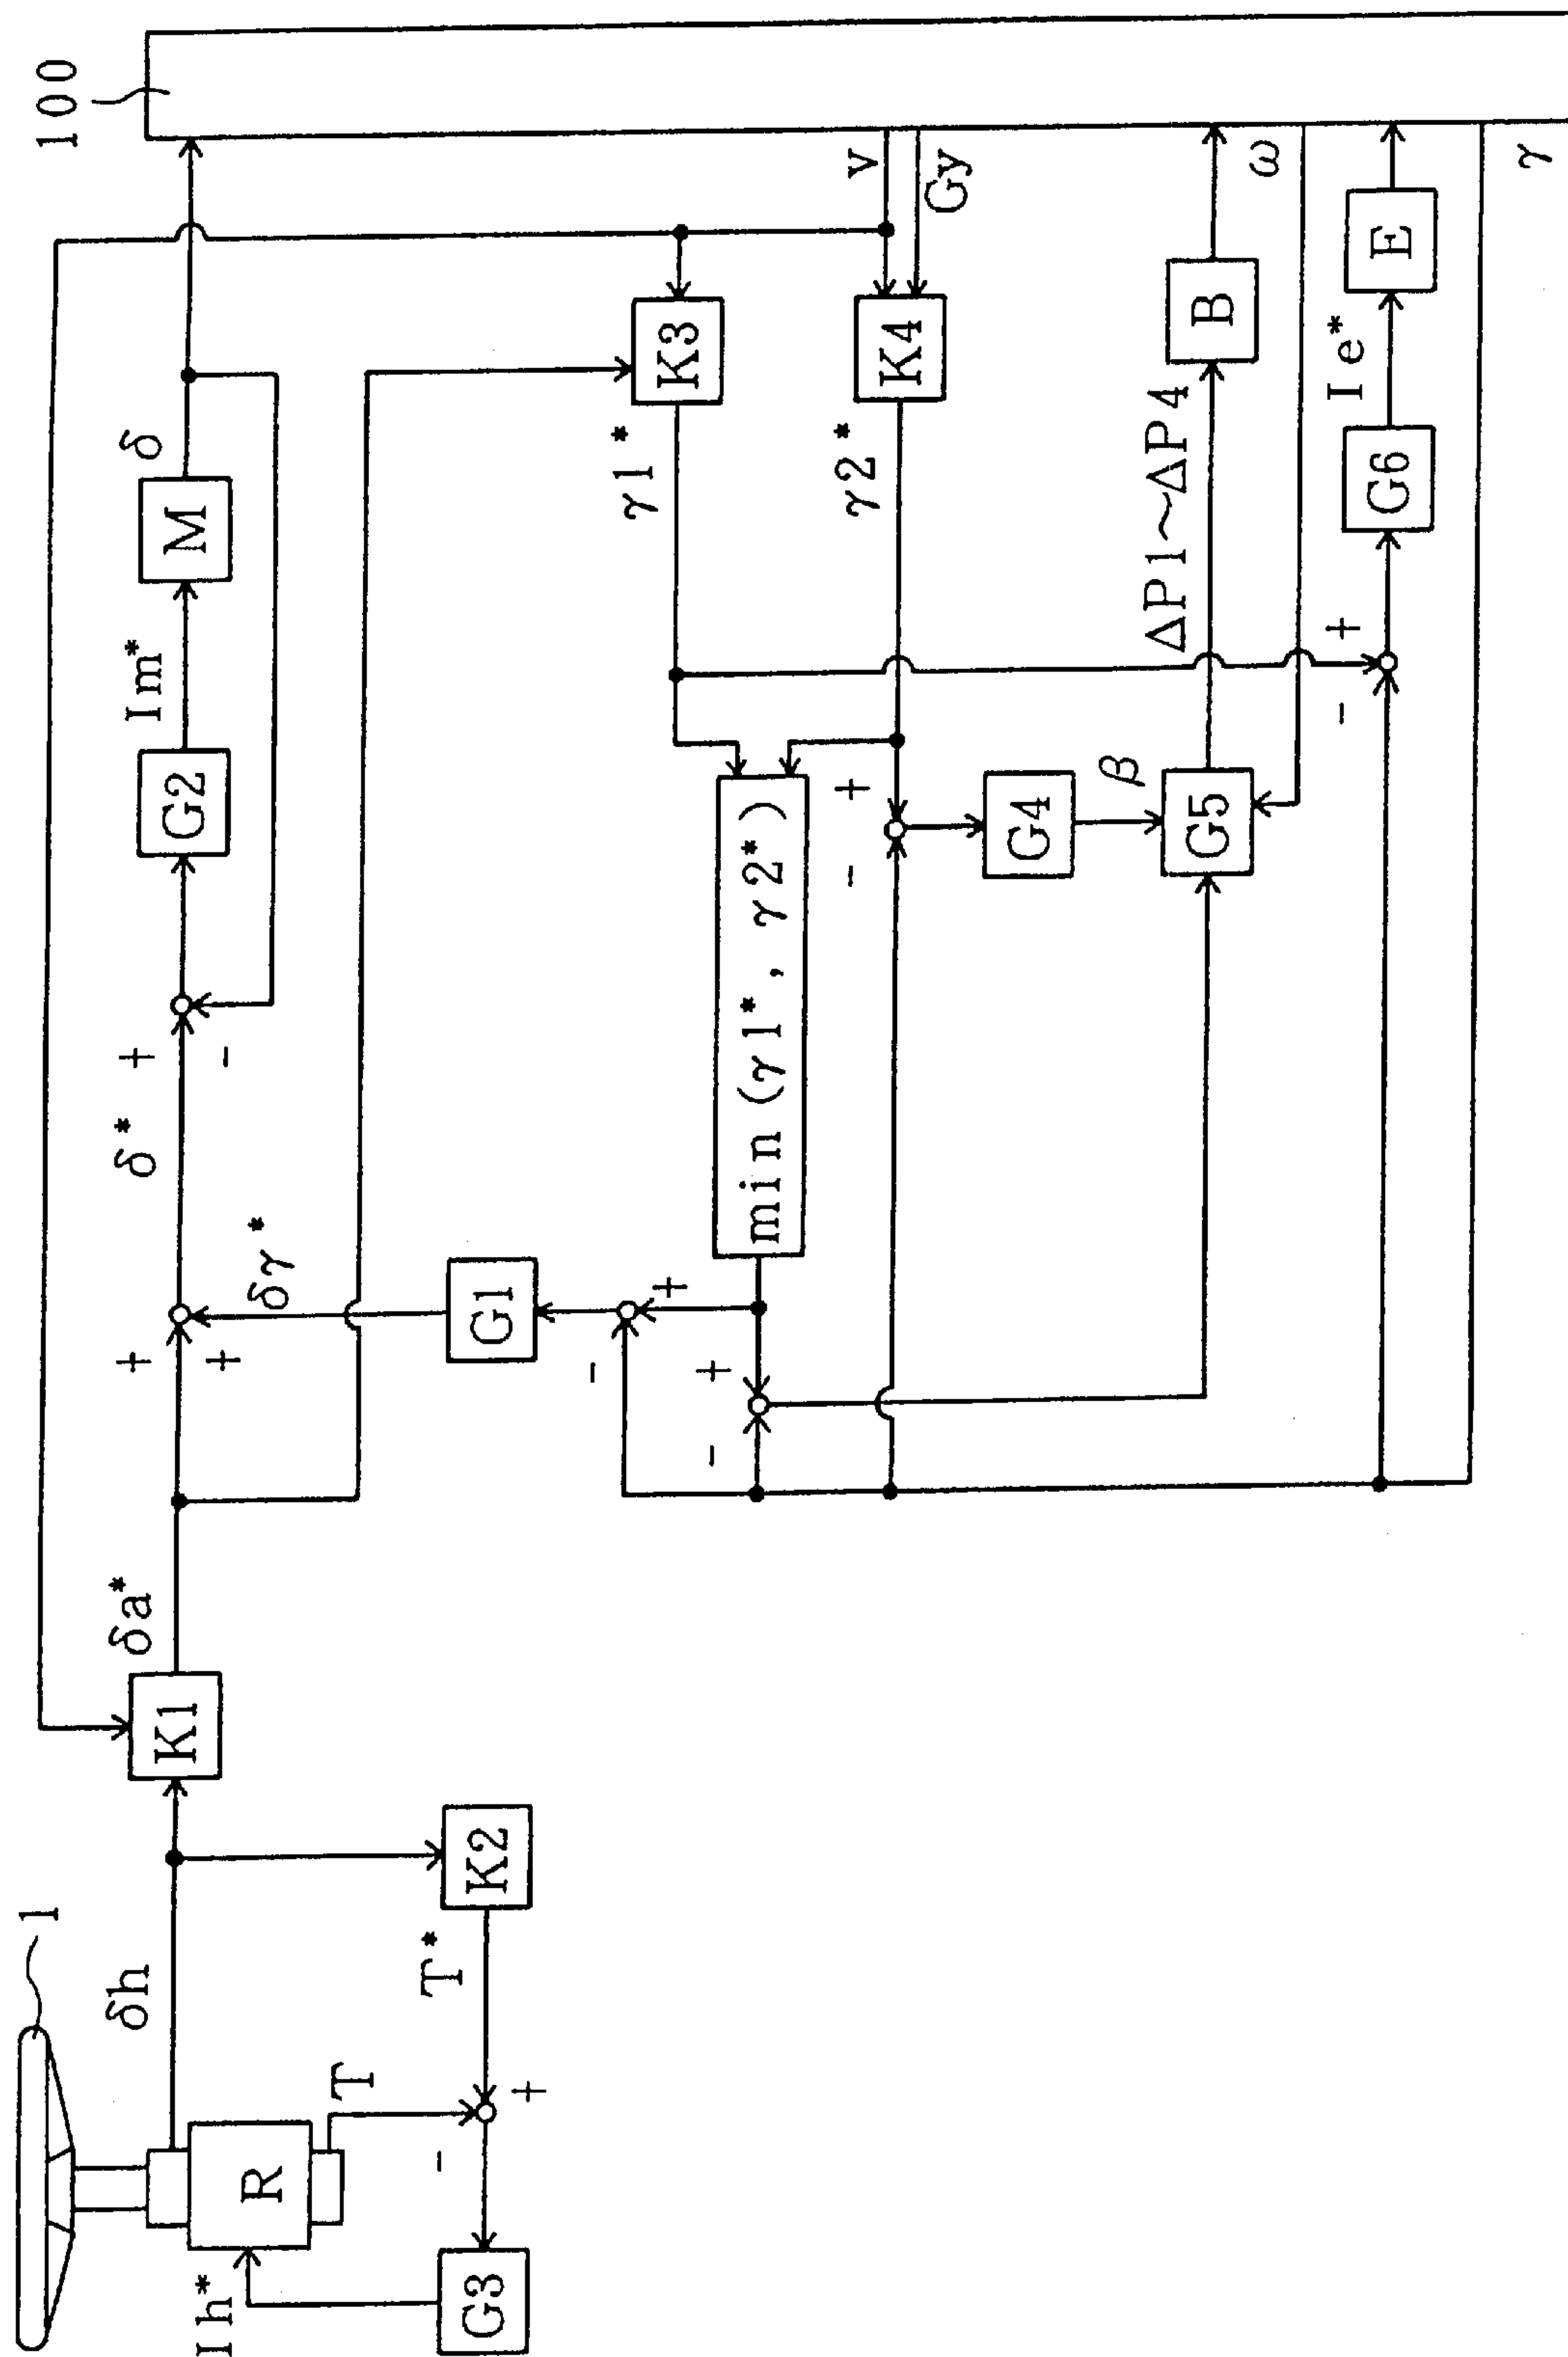 1
δh
R
T
Ih*
G3
T*
K2
K1
δa*
+
+
δγ*
δ*
+
-
G2
Im*
M
δ
100
G1
-
+
+
-
min(γ1*, γ2*)
γ1*
K3
γ2*
K4
v
Gy
+
-
G4
β
G5
ΔP1~ΔP4
B
ω
+
-
G6
Ie*
E
γ
-
+